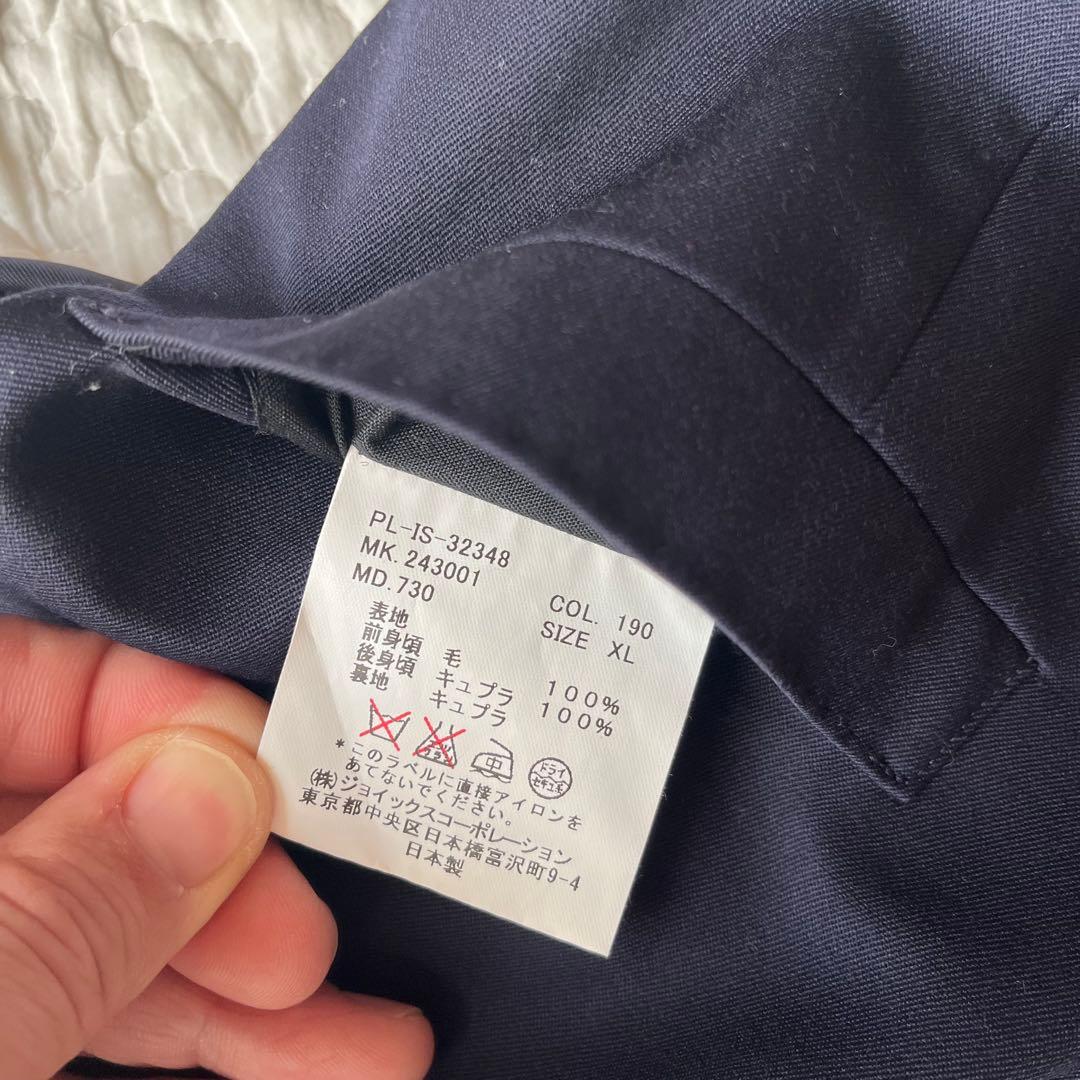 PL-IS-32348
MK.243001
MD.730 COL. 190
SIZE XL
表地
前身頃 毛 100%
後身頃 キュプラ 100%
裏地 キュプラ
中
ドライ
セキユ系
*このラベルに直接アイロンを
あてないでください。
(株)ジョイックスコーポレーション
東京都中央区日本橋富沢町9-4
日本製